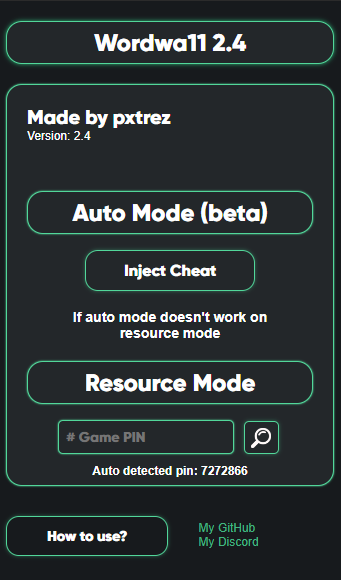 Wordwa11 2.4
Made by pxtrez
Version: 2.4
Auto Mode (beta)
Inject Cheat
If auto mode doesn't work on
resource mode
Resource Mode
# Game PIN
Auto detected pin: 7272866
How to use?
My GitHub
My Discord